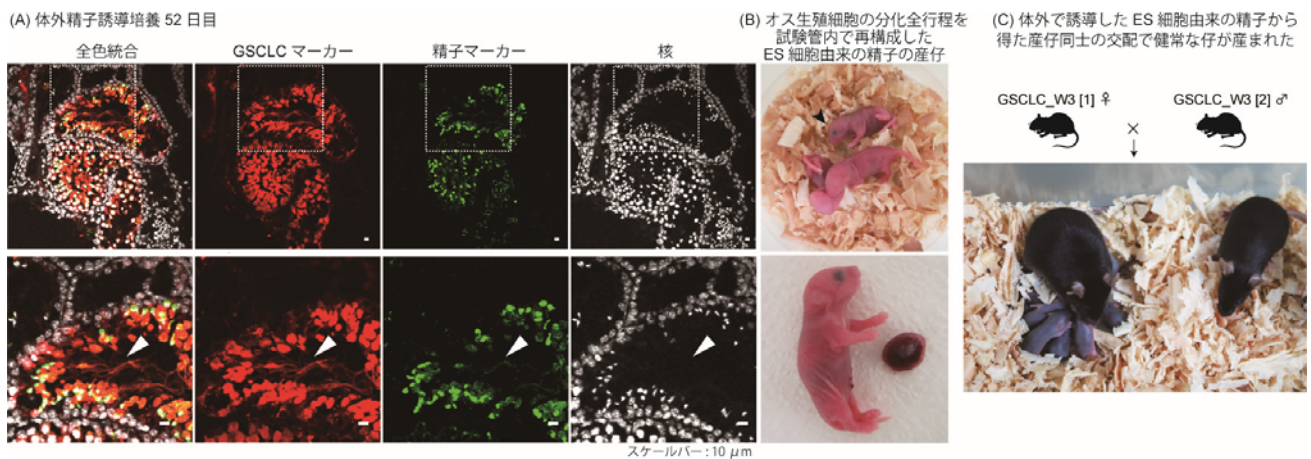 (A) 体外精子誘導培養 52 日目
全色統合
GSCLC マーカー
精子マーカー
核
スケールバー : 10 μm
(B) オス生殖細胞の分化全行程を
試験管内で再構成した
ES 細胞由来の精子の産仔
(C) 体外で誘導した ES 細胞由来の精子から
得た産仔同士の交配で健常な仔が産まれた
GSCLC_W3 [1] ♀
×
GSCLC_W3 [2] ♂